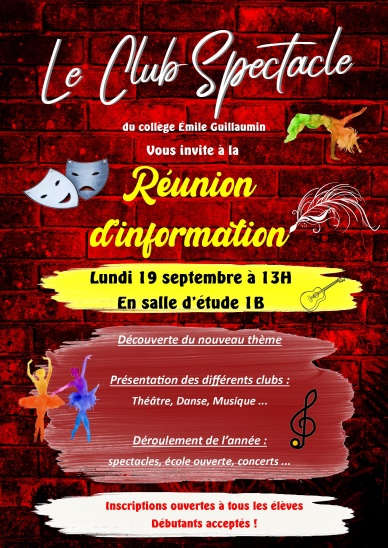 Le Club Spectacle
du collège Émile Guillaumin
Vous invite à la
Réunion
d'information
Lundi 19 septembre à 13H
En salle d'étude 1B
Découverte du nouveau thème
Présentation des différents clubs :
Théâtre, Danse, Musique ...
Déroulement de l'année :
spectacles, école ouverte, concerts ...
Inscriptions ouvertes à tous les élèves
Débutants acceptés !